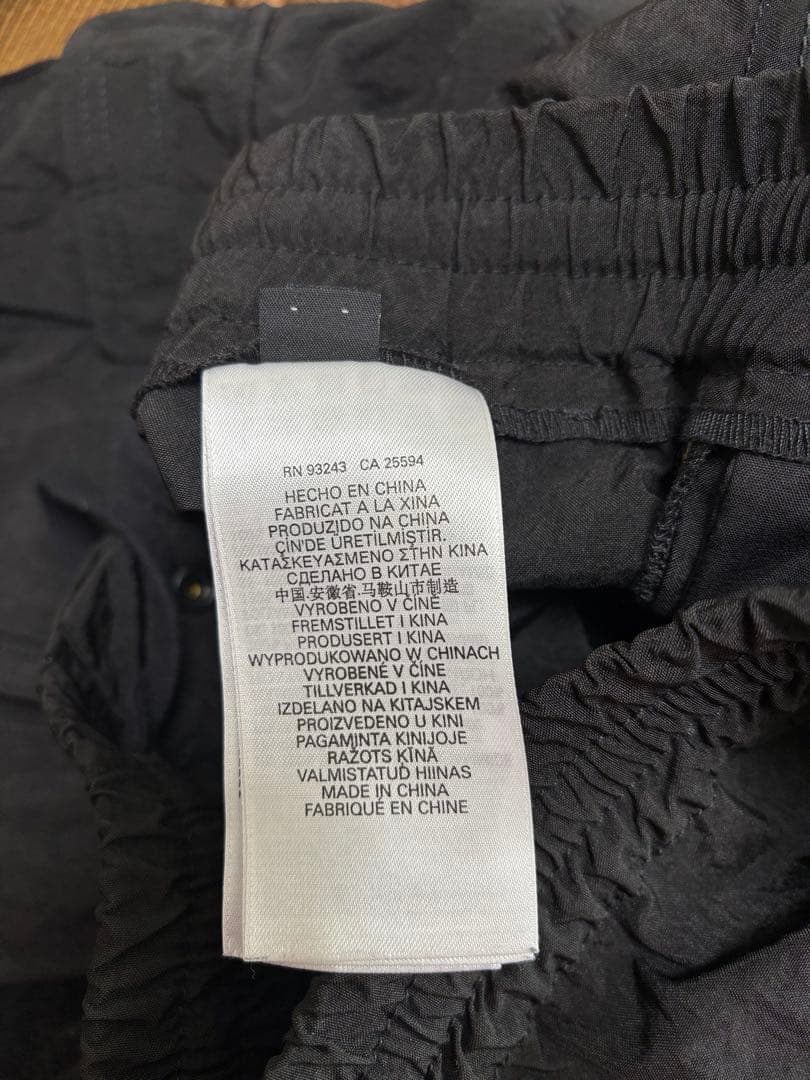 RN 93243 CA 25594
HECHO EN CHINA
FABRICAT A LA XINA
PRODUZIDO NA CHINA
ÇİN'DE ÜRETİLMİŞTİR.
ΚΑΤΑΣΚΕΥΑΣΜΕΝΟ ΣΤΗΝ ΚΙΝΑ
СДЕЛАНО В КИТАЕ
中国.安徽省.马鞍山市制造
VYROBENO V ČÍNĚ
FREMSTILLET I KINA
PRODUSERT I KINA
WYPRODUKOWANO W CHINACH
VYROBENÉ V ČÍNE
TILLVERKAD I KINA
IZDELANO NA KITAJSKEM
PROIZVEDENO U KINI
PAGAMINTA KINIJOJE
RAŽOTS ĶĪNĀ
VALMISTATUD HIINAS
MADE IN CHINA
FABRIQUÉ EN CHINE